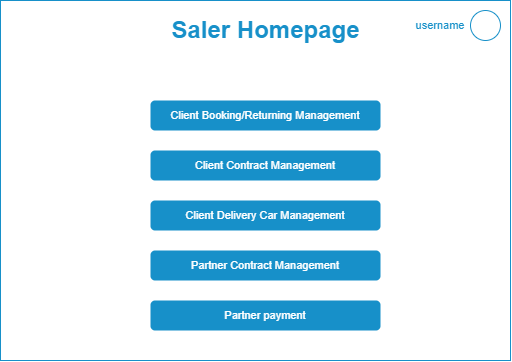 Saler Homepage
username
Client Booking/Returning Management
Client Contract Management
Client Delivery Car Management
Partner Contract Management
Partner payment